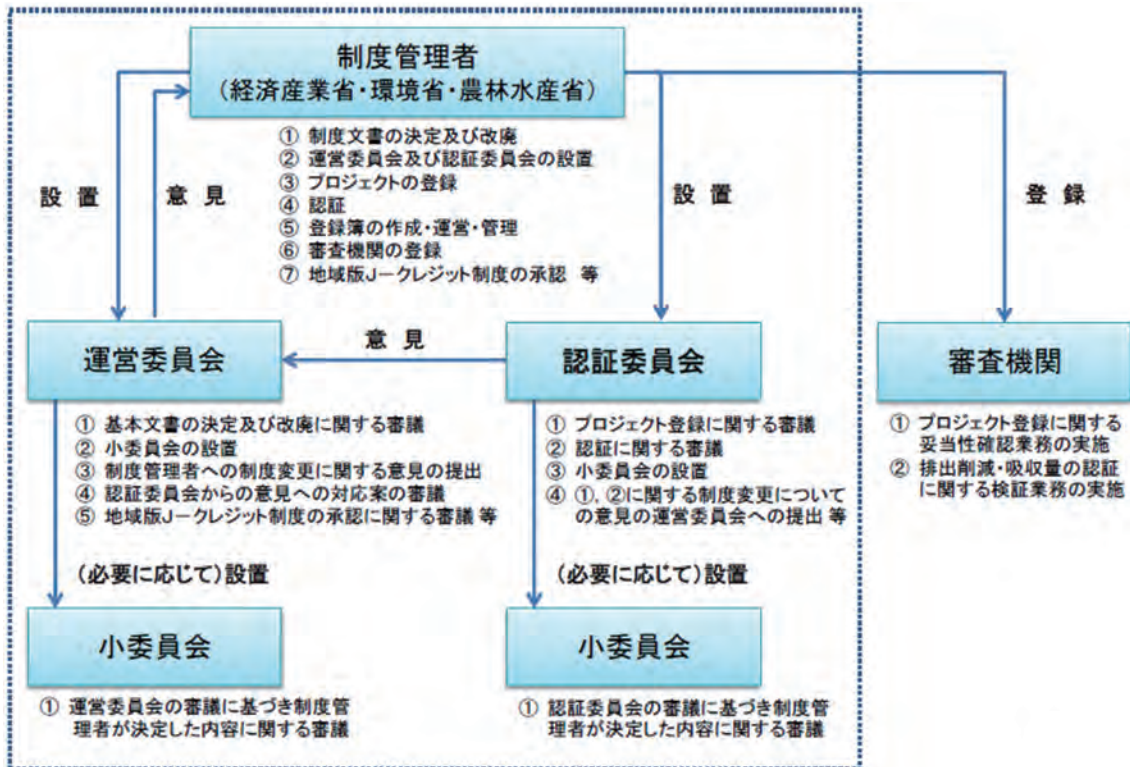 制度管理者
（経済産業省・環境省・農林水産省）
① 制度文書の決定及び改廃
② 運営委員会及び認証委員会の設置
③ プロジェクトの登録
④ 認証
⑤ 登録簿の作成・運営・管理
⑥ 審査機関の登録
⑦ 地域版Jークレジット制度の承認 等
設 置
意 見
設 置
登 録
運営委員会
意 見
認証委員会
審査機関
① 基本文書の決定及び改廃に関する審議
② 小委員会の設置
③ 制度管理者への制度変更に関する意見の提出
④ 認証委員会からの意見への対応案の審議
⑤ 地域版Jークレジット制度の承認に関する審議 等
① プロジェクト登録に関する審議
② 認証に関する審議
③ 小委員会の設置
④ ①，②に関する制度変更について
の意見の運営委員会への提出 等
① プロジェクト登録に関する
妥当性確認業務の実施
② 排出削減・吸収量の認証
に関する検証業務の実施
（必要に応じて）設置
（必要に応じて）設置
小委員会
小委員会
① 運営委員会の審議に基づき制度管
理者が決定した内容に関する審議
① 認証委員会の審議に基づき制度管
理者が決定した内容に関する審議